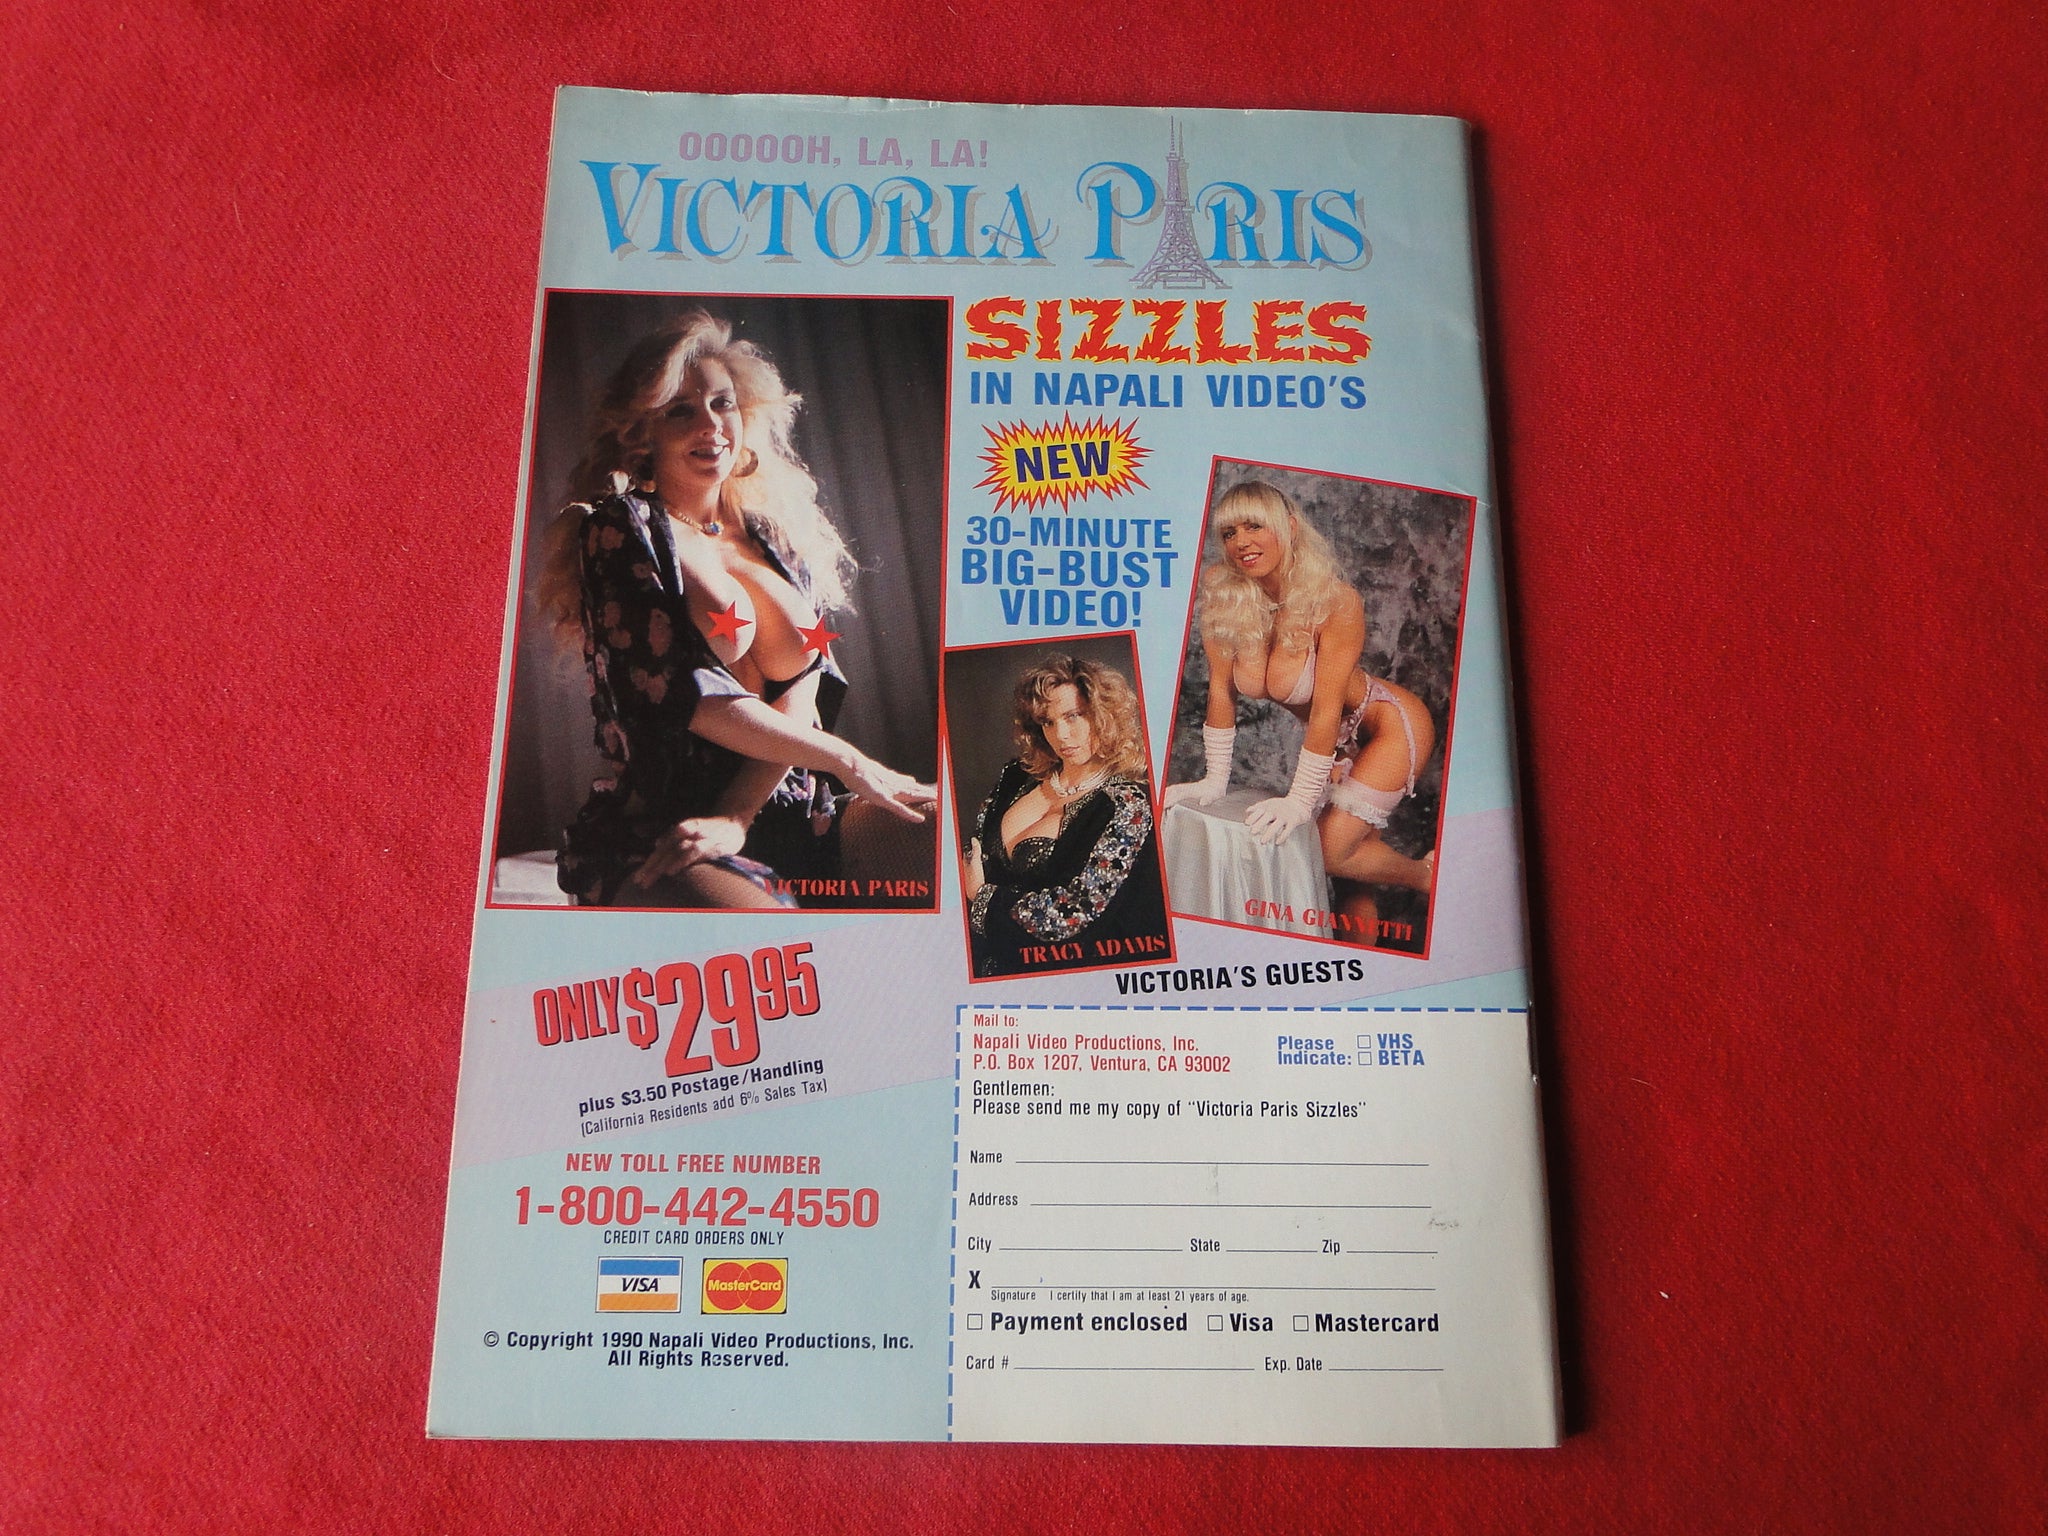 OOOOOH, LA, LA!
VICTORIA PARIS
SIZZLES
IN NAPALI VIDEO'S
NEW
30-MINUTE
BIG-BUST
VIDEO!
VICTORIA PARIS
TRACY ADAMS
GINA GIANNETTI
VICTORIA'S GUESTS
ONLY $29.95
plus $3.50 Postage/Handling
(California Residents add 6% Sales Tax)
NEW TOLL FREE NUMBER
1-800-442-4550
CREDIT CARD ORDERS ONLY
VISA MasterCard
© Copyright 1990 Napali Video Productions, Inc.
All Rights Reserved.
Mail to:
Napali Video Productions, Inc.
P.O. Box 1207, Ventura, CA 93002
Please Indicate: VHS BETA
Gentlemen:
Please send me my copy of "Victoria Paris Sizzles"
Name
Address
City State Zip
X
Signature I certify that I am at least 21 years of age.
Payment enclosed Visa Mastercard
Card # Exp. Date